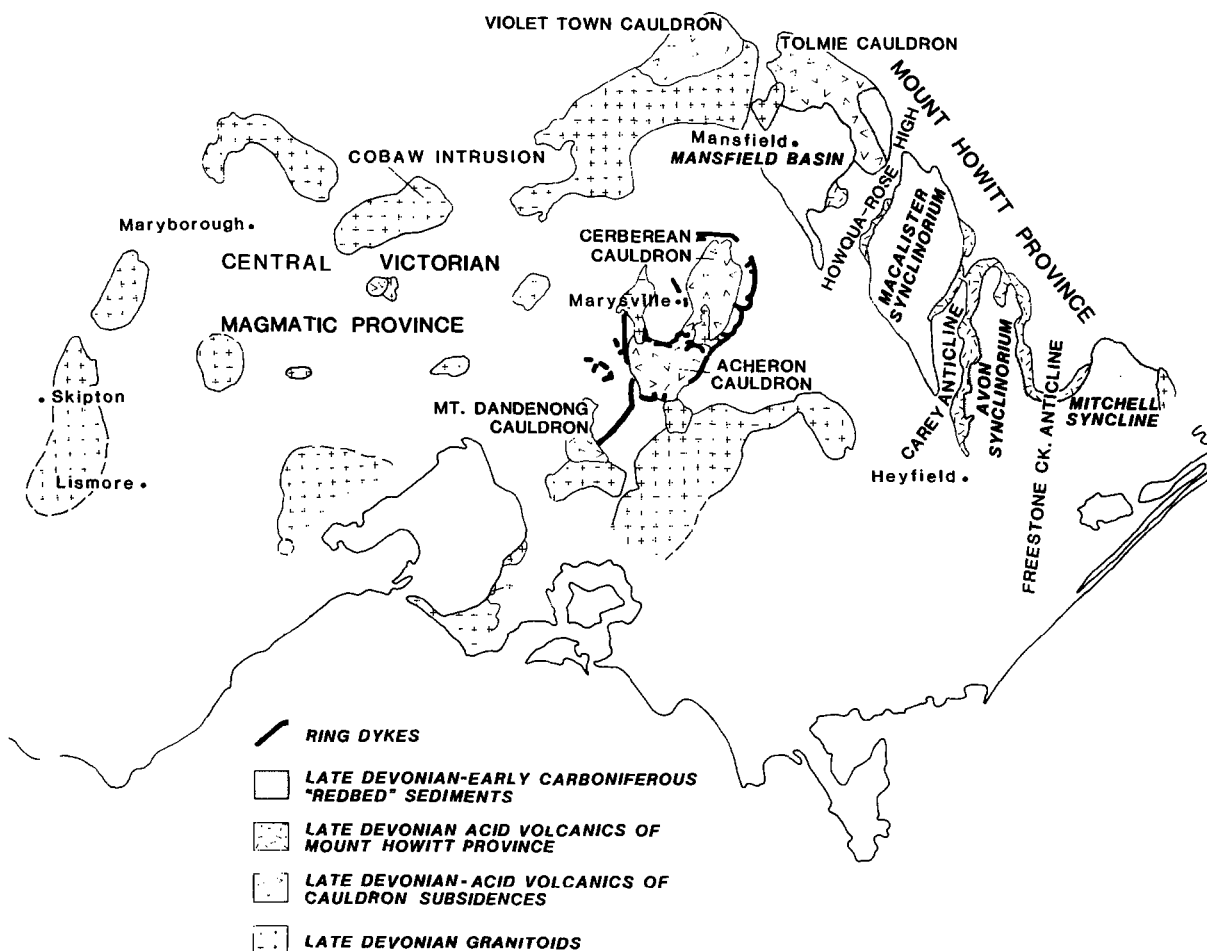 VIOLET TOWN CAULDRON
TOLMIE CAULDRON
MOUNT HOWITT PROVINCE
Mansfield
MANSFIELD BASIN
HOWQUA-ROSE HIGH
COBAW INTRUSION
Maryborough
CERBEREAN
CAULDRON
CENTRAL VICTORIAN
MAGMATIC PROVINCE
Marysville
MACALISTER
SYNCLINORIUM
ACHERON
CAULDRON
CAREY ANTICLINE
AVON
SYNCLINORIUM
FREESTONE CK. ANTICLINE
MITCHELL
SYNCLINE
Skipton
MT. DANDENONG
CAULDRON
Lismore
Heyfield
RING DYKES
LATE DEVONIAN-EARLY CARBONIFEROUS
"REDBED" SEDIMENTS
LATE DEVONIAN ACID VOLCANICS OF
MOUNT HOWITT PROVINCE
LATE DEVONIAN-ACID VOLCANICS OF
CAULDRON SUBSIDENCES
LATE DEVONIAN GRANITOIDS